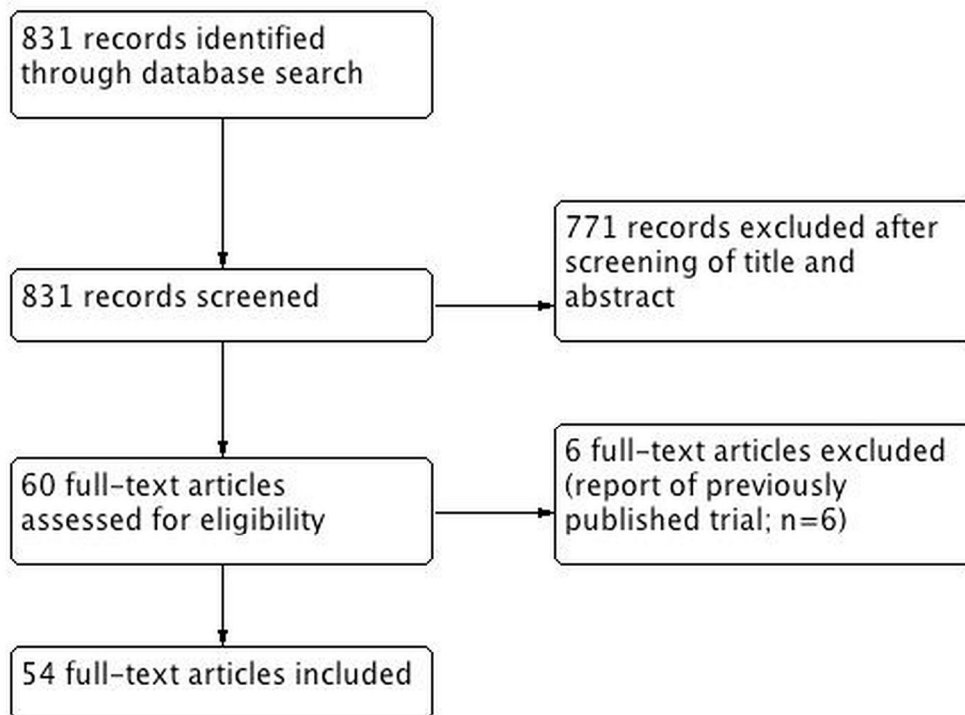 831 records identified
through database search
771 records excluded after
screening of title and
abstract
831 records screened
6 full-text articles excluded
(report of previously
published trial; n=6)
60 full-text articles
assessed for eligibility
54 full-text articles included